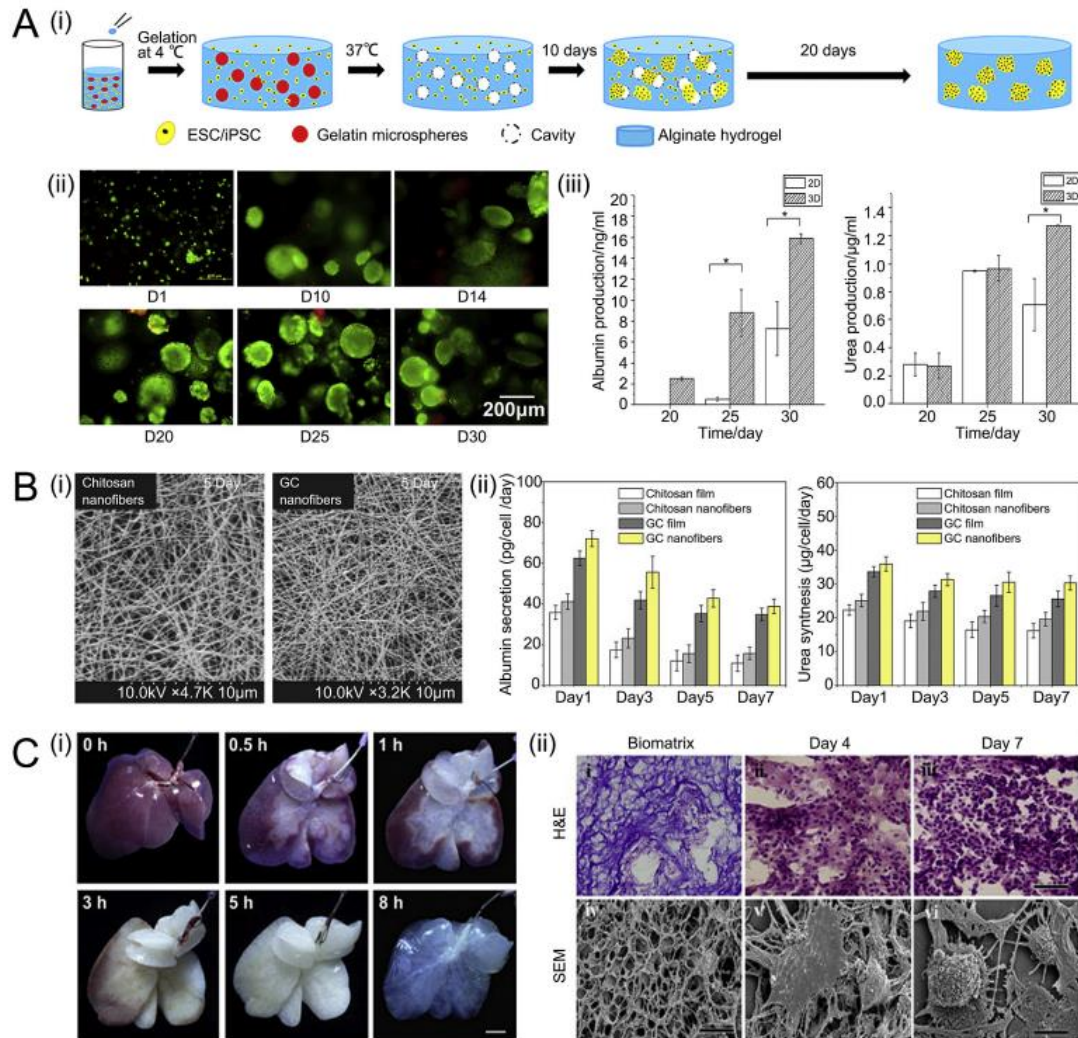 A (i)
Gelation
at 4 ℃
37℃
10 days
20 days
ESC/iPSC
Gelatin microspheres
Cavity
Alginate hydrogel
(ii)
D1
D10
D14
D20
D25
D30
200μm
(iii)
Albumin production/ng/ml
20
18
16
14
12
10
8
6
4
2
0
2D
3D
*
*
20 25 30
Time/day
Urea production/μg/ml
1.4
1.2
1.0
0.8
0.6
0.4
0.2
0.0
2D
3D
*
20 25 30
Time/day
B (i)
Chitosan
nanofibers
5 Day
10.0kV ×4.7K 10μm
GC
nanofibers
5 Day
10.0kV ×3.2K 10μm
(ii)
Albumin secretion (pg/cell /day)
100
80
60
40
20
0
Chitosan film
Chitosan nanofibers
GC film
GC nanofibers
Day1 Day3 Day5 Day7
Urea syntnesis (μg/cell/day)
60
50
40
30
20
10
0
Chitosan film
Chitosan nanofibers
GC film
GC nanofibers
Day1 Day3 Day5 Day7
C (i)
0 h
0.5 h
1 h
3 h
5 h
8 h
(ii)
Biomatrix
Day 4
Day 7
H&E
i
ii
iii
SEM
iv
v
vi